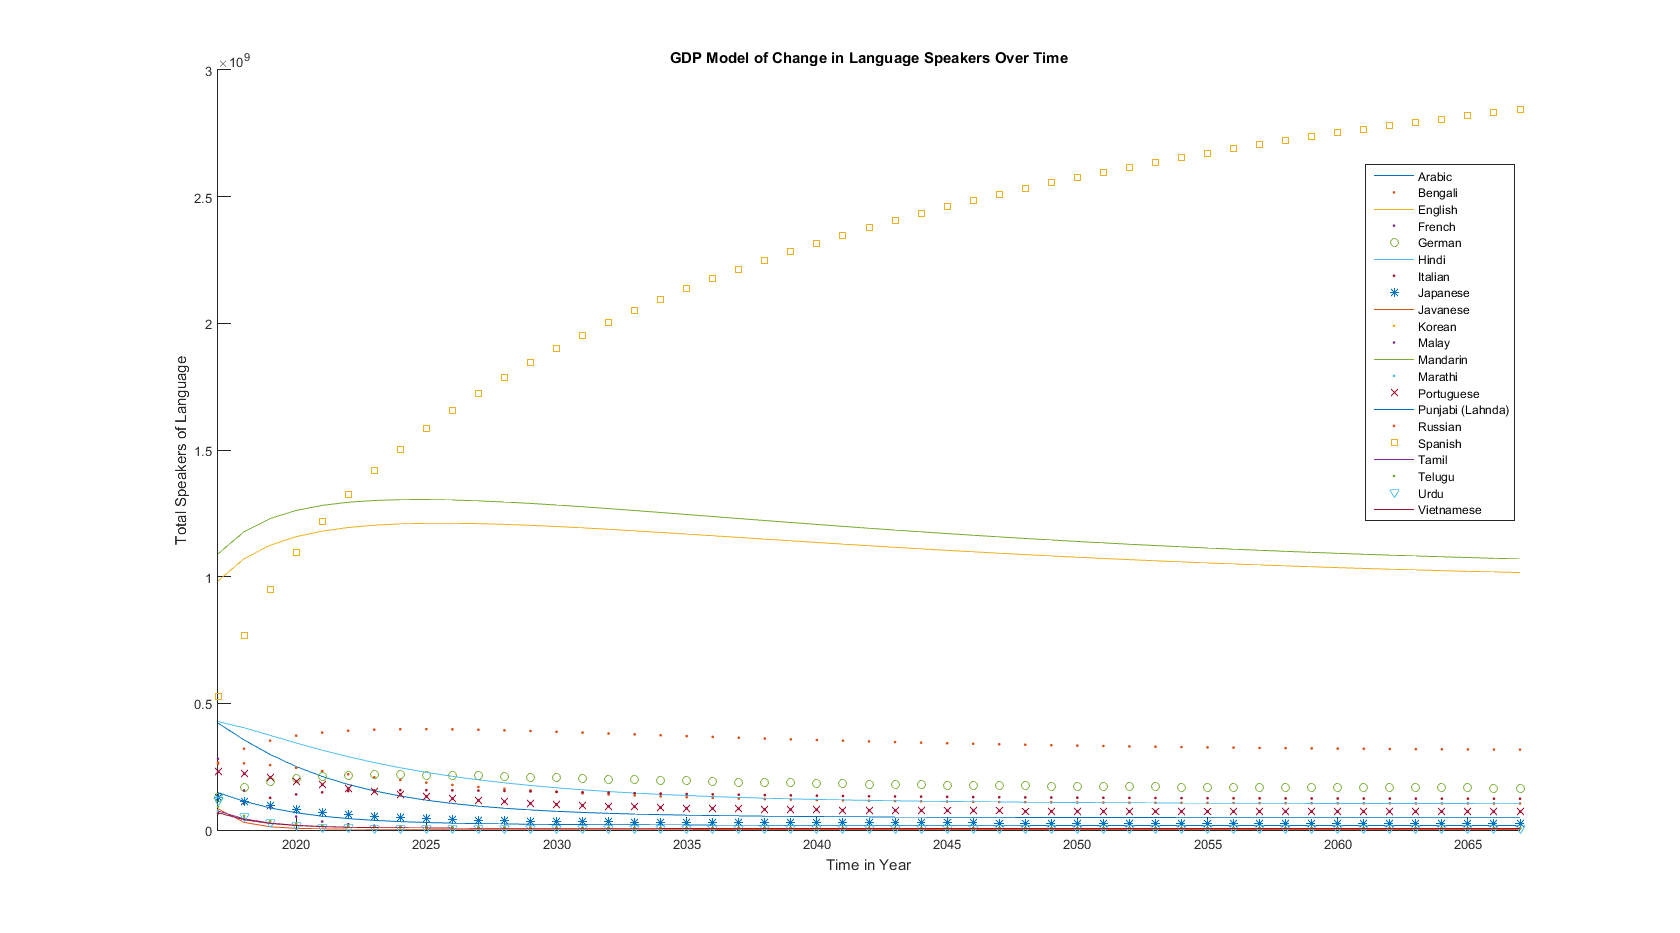 GDP Model of Change in Language Speakers Over Time
×10⁹
3
2.5
2
1.5
1
0.5
0
Total Speakers of Language
Arabic
Bengali
English
French
German
Hindi
Italian
Japanese
Javanese
Korean
Malay
Mandarin
Marathi
Portuguese
Punjabi (Lahnda)
Russian
Spanish
Tamil
Telugu
Urdu
Vietnamese
2020 2025 2030 2035 2040 2045 2050 2055 2060 2065
Time in Year